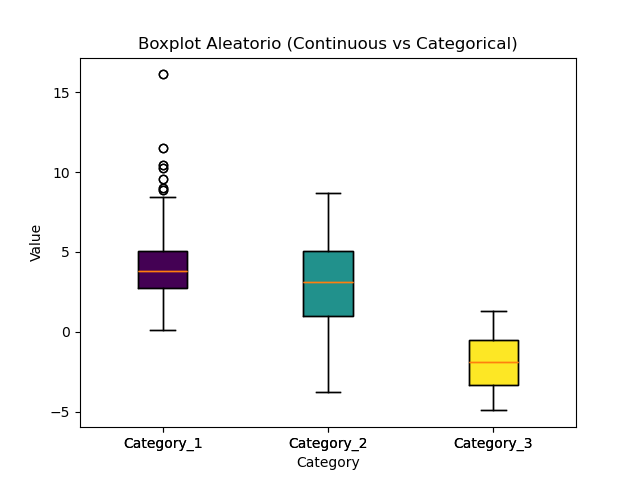 Boxplot Aleatorio (Continuous vs Categorical)
15
10
5
0
−5
Value
Category_1 Category_2 Category_3
Category